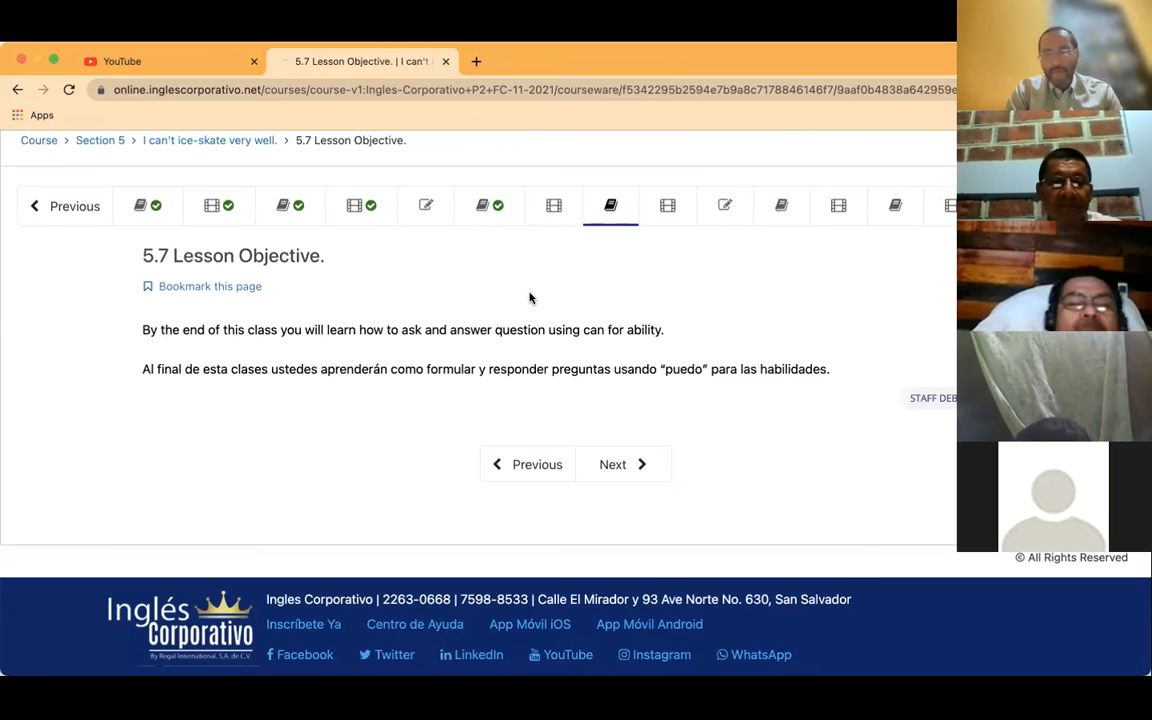 YouTube
5.7 Lesson Objective. | I can't i
online.inglescorporativo.net/courses/course-v1:Ingles-Corporativo+P2+FC-11-2021/courseware/f5342295b2594e7b9a8c7178846146f7/9aaf0b4838a642959e
Apps
Course > Section 5 > I can't ice-skate very well. > 5.7 Lesson Objective.
Previous
5.7 Lesson Objective.
Bookmark this page
By the end of this class you will learn how to ask and answer question using can for ability.
Al final de esta clases ustedes aprenderán como formular y responder preguntas usando “puedo” para las habilidades.
STAFF DEB
Previous Next
© All Rights Reserved
Inglés Corporativo
By Regal International, S.A. de C.V.
Ingles Corporativo | 2263-0668 | 7598-8533 | Calle El Mirador y 93 Ave Norte No. 630, San Salvador
Inscríbete Ya Centro de Ayuda App Móvil iOS App Móvil Android
Facebook Twitter LinkedIn YouTube Instagram WhatsApp